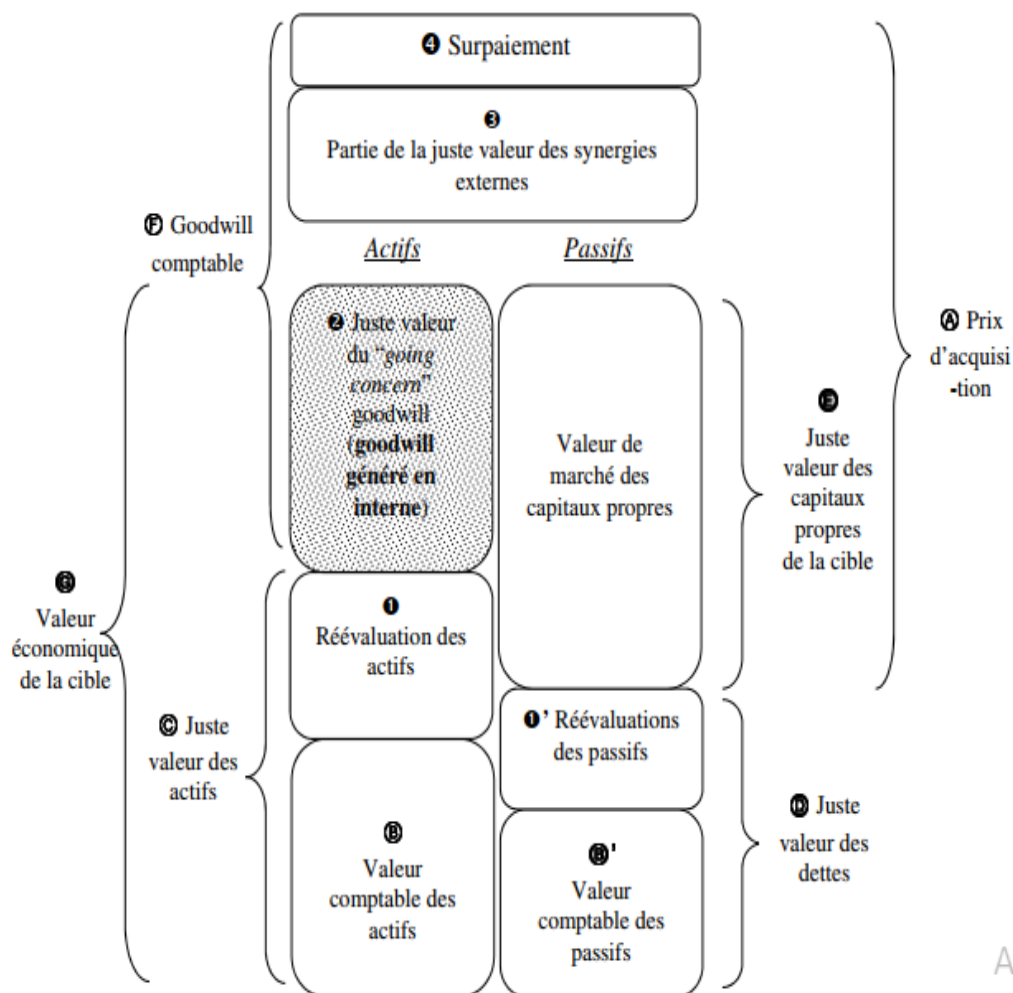 ❹ Surpaiement
❸
Partie de la juste valeur des synergies
externes
Ⓕ Goodwill
comptable
Actifs
Passifs
❷ Juste valeur
du “going
concern”
goodwill
(goodwill
généré en
interne)
Valeur de
marché des
capitaux propres
🅔
Juste
valeur des
capitaux
propres
de la cible
Ⓐ Prix
d’acquisi
-tion
🅖
Valeur
économique
de la cible
❶
Réévaluation des
actifs
Ⓒ Juste
valeur des
actifs
❶’ Réévaluations
des passifs
Ⓑ
Valeur
comptable des
actifs
🅑'
Valeur
comptable des
passifs
🅓 Juste
valeur des
dettes
A